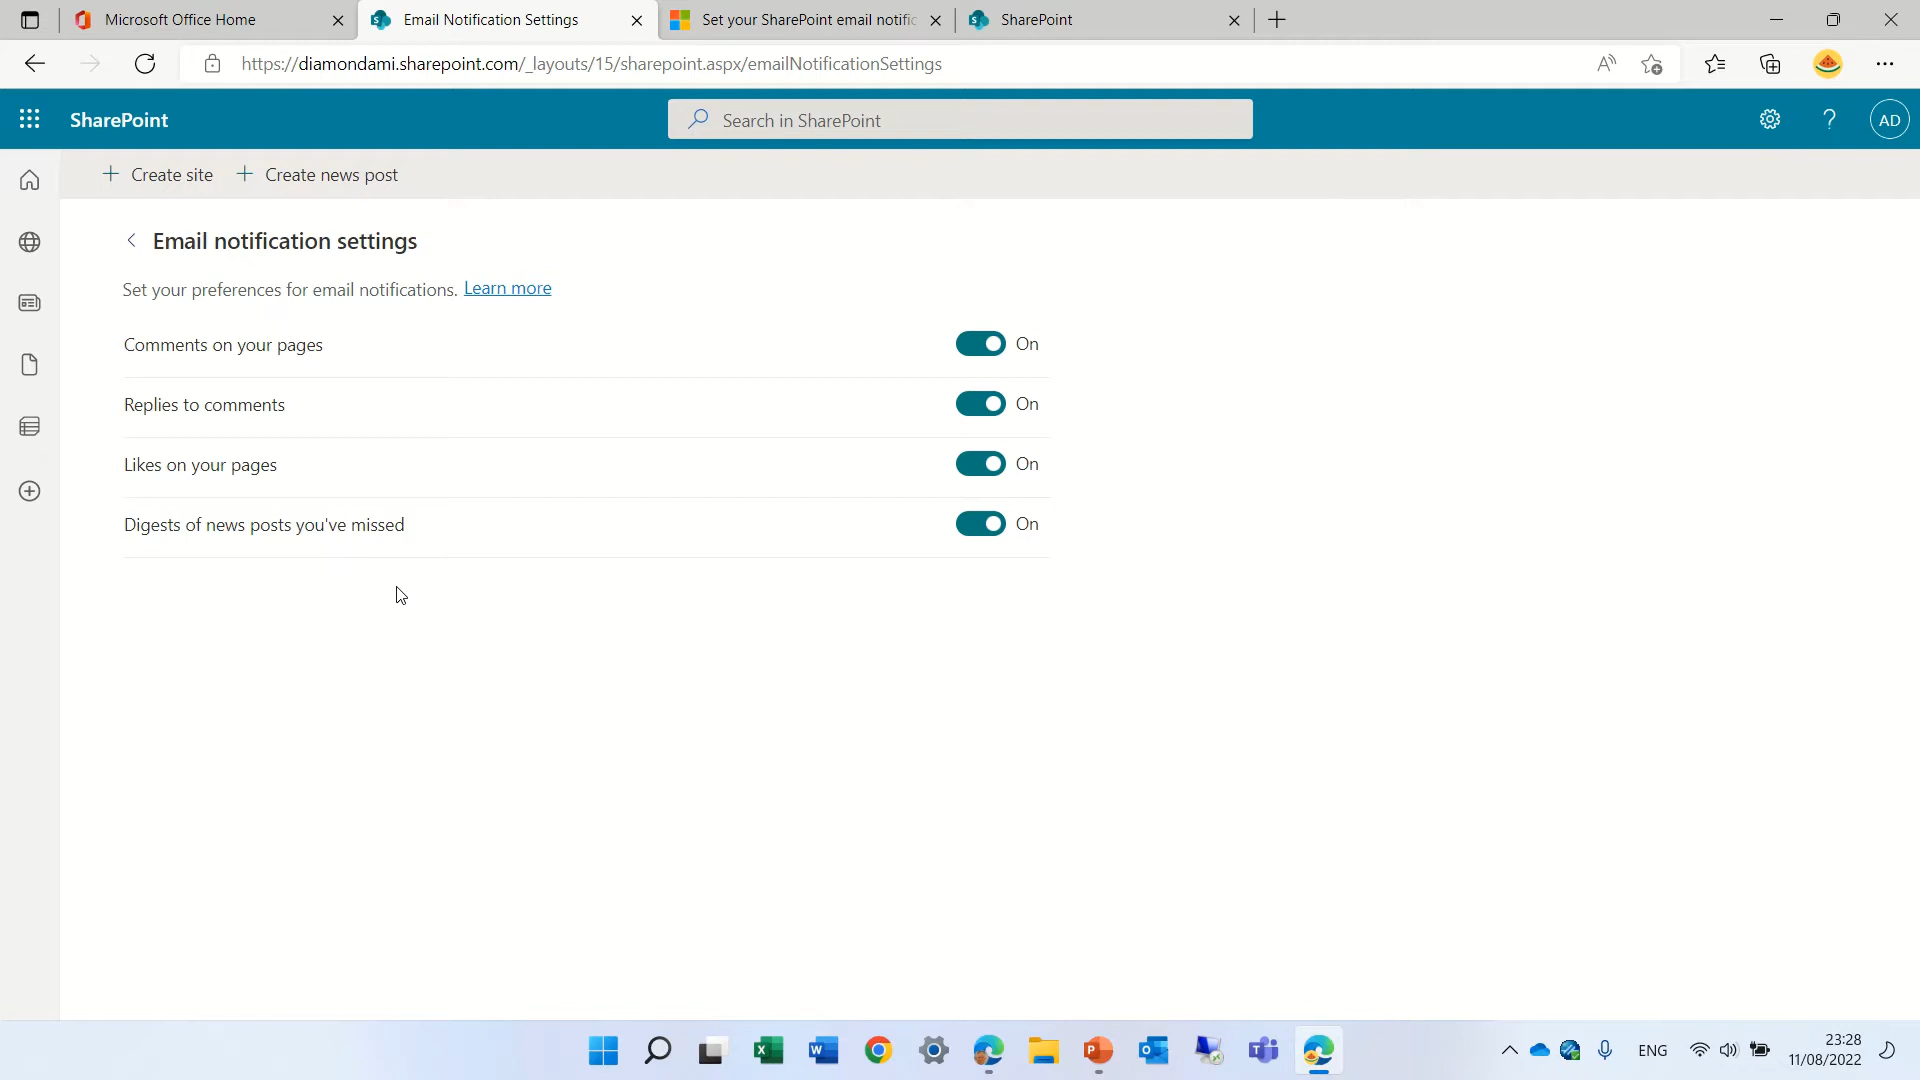 Microsoft Office Home
Email Notification Settings
Set your SharePoint email notific
SharePoint
https://diamondami.sharepoint.com/_layouts/15/sharepoint.aspx/emailNotificationSettings
SharePoint
Search in SharePoint
AD
Create site
Create news post
Email notification settings
Set your preferences for email notifications. Learn more
Comments on your pages
On
Replies to comments
On
Likes on your pages
On
Digests of news posts you've missed
On
ENG
23:28
11/08/2022